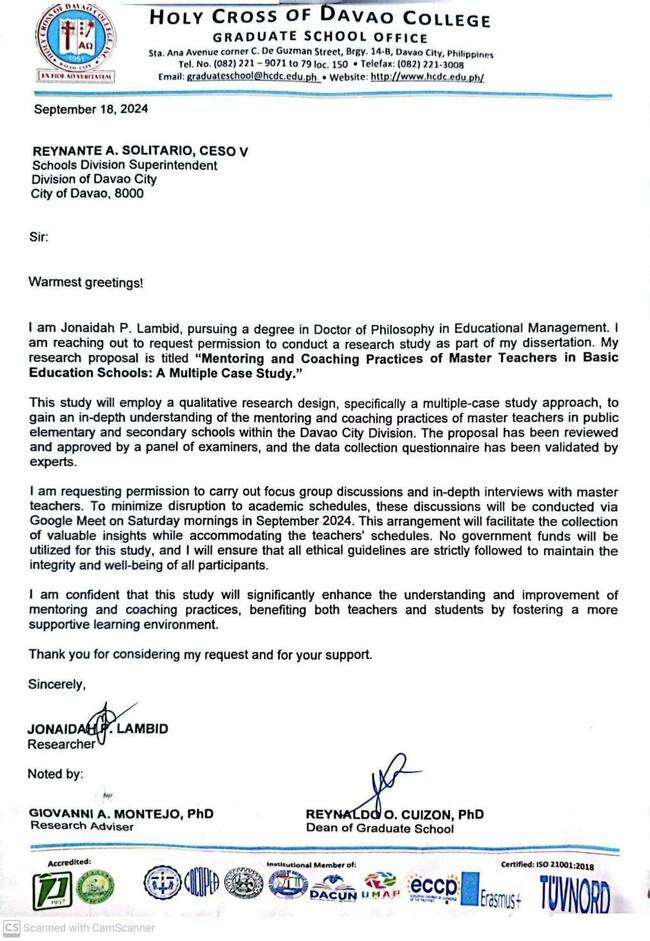 HOLY CROSS OF DAVAO COLLEGE
GRADUATE SCHOOL OFFICE
Sta. Ana Avenue corner C. De Guzman Street, Brgy. 14-B, Davao City, Philippines
Tel. No. (082) 221 – 9071 to 79 loc. 150 • Telefax: (082) 221-3008
Email: graduateschool@hcdc.edu.ph • Website: http://www.hcdc.edu.ph/
September 18, 2024
REYNANTE A. SOLITARIO, CESO V
Schools Division Superintendent
Division of Davao City
City of Davao, 8000
Sir:
Warmest greetings!
I am Jonaidah P. Lambid, pursuing a degree in Doctor of Philosophy in Educational Management. I
am reaching out to request permission to conduct a research study as part of my dissertation. My
research proposal is titled “Mentoring and Coaching Practices of Master Teachers in Basic
Education Schools: A Multiple Case Study.”
This study will employ a qualitative research design, specifically a multiple-case study approach, to
gain an in-depth understanding of the mentoring and coaching practices of master teachers in public
elementary and secondary schools within the Davao City Division. The proposal has been reviewed
and approved by a panel of examiners, and the data collection questionnaire has been validated by
experts.
I am requesting permission to carry out focus group discussions and in-depth interviews with master
teachers. To minimize disruption to academic schedules, these discussions will be conducted via
Google Meet on Saturday mornings in September 2024. This arrangement will facilitate the collection
of valuable insights while accommodating the teachers' schedules. No government funds will be
utilized for this study, and I will ensure that all ethical guidelines are strictly followed to maintain the
integrity and well-being of all participants.
I am confident that this study will significantly enhance the understanding and improvement of
mentoring and coaching practices, benefiting both teachers and students by fostering a more
supportive learning environment.
Thank you for considering my request and for your support.
Sincerely,
JONAIDAH P. LAMBID
Researcher
Noted by:
GIOVANNI A. MONTEJO, PhD
Research Adviser
REYNALDO O. CUIZON, PhD
Dean of Graduate School
Accredited:
Institutional Member of:
Certified: ISO 21001:2018
COCOPEA
DACUN
UMAP
eccp
Erasmus+
TÜVNORD
CS Scanned with CamScanner